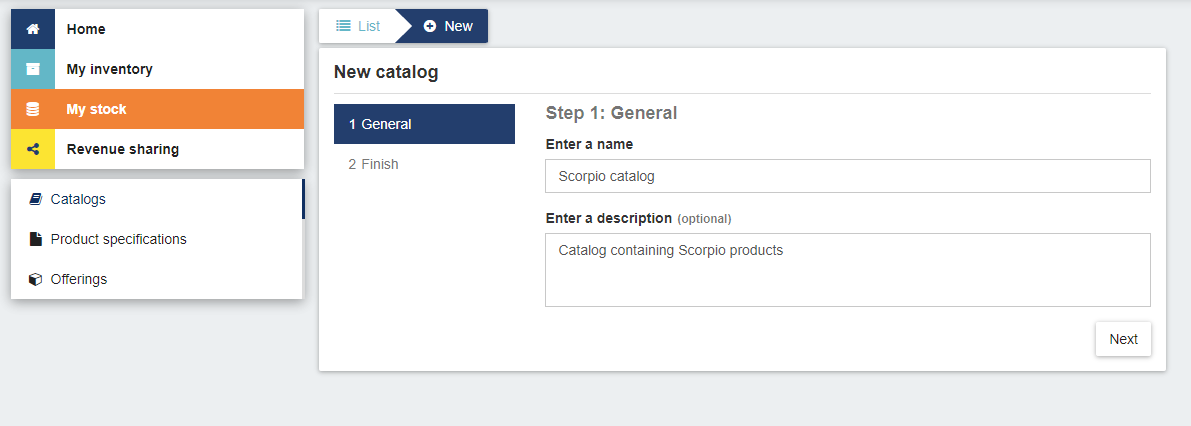 Home
My inventory
My stock
Revenue sharing
Catalogs
Product specifications
Offerings
List New
New catalog
1 General
2 Finish
Step 1: General
Enter a name
Scorpio catalog
Enter a description (optional)
Catalog containing Scorpio products
Next